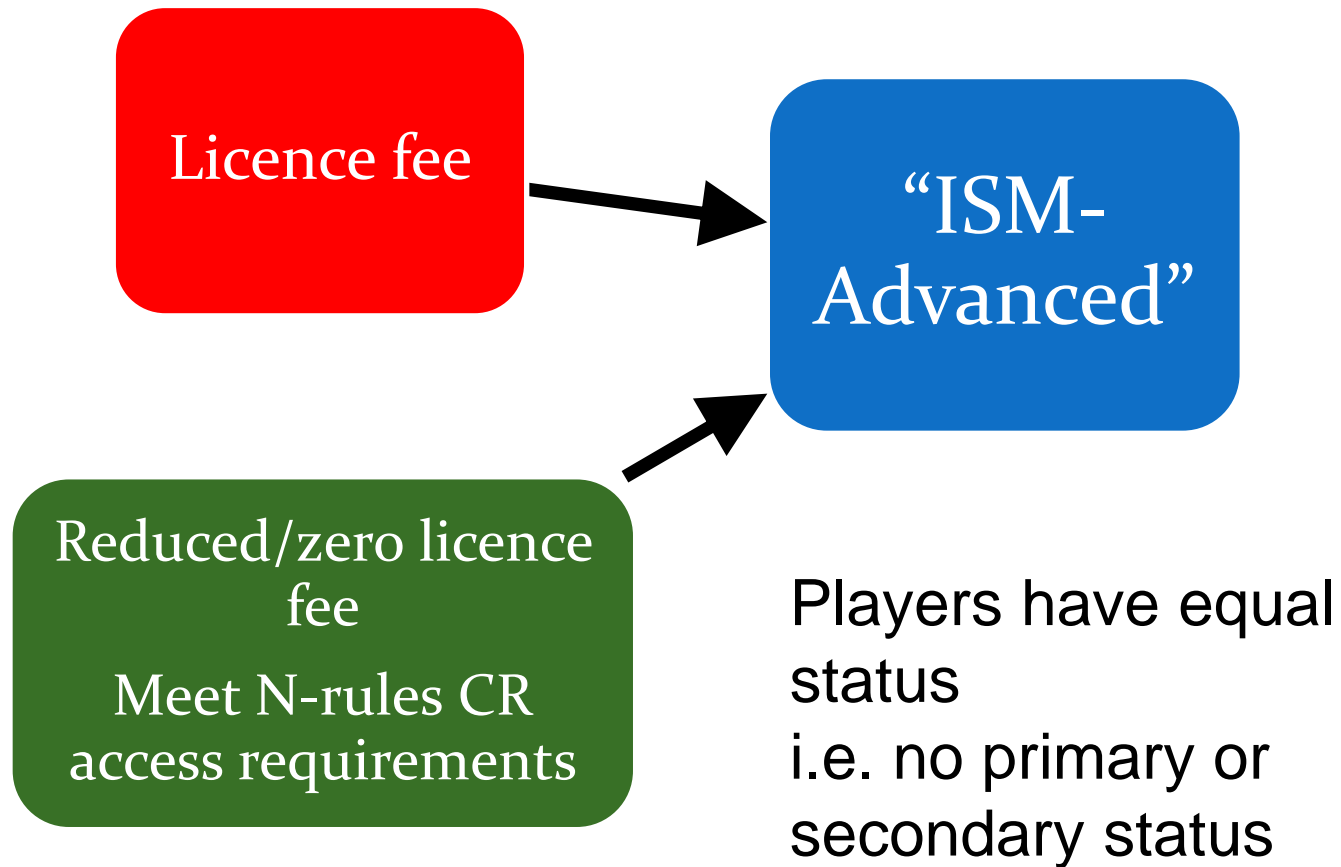 Licence fee
“ISM-
Advanced”
Reduced/zero licence
fee
Meet N-rules CR
access requirements
Players have equal
status
i.e. no primary or
secondary status